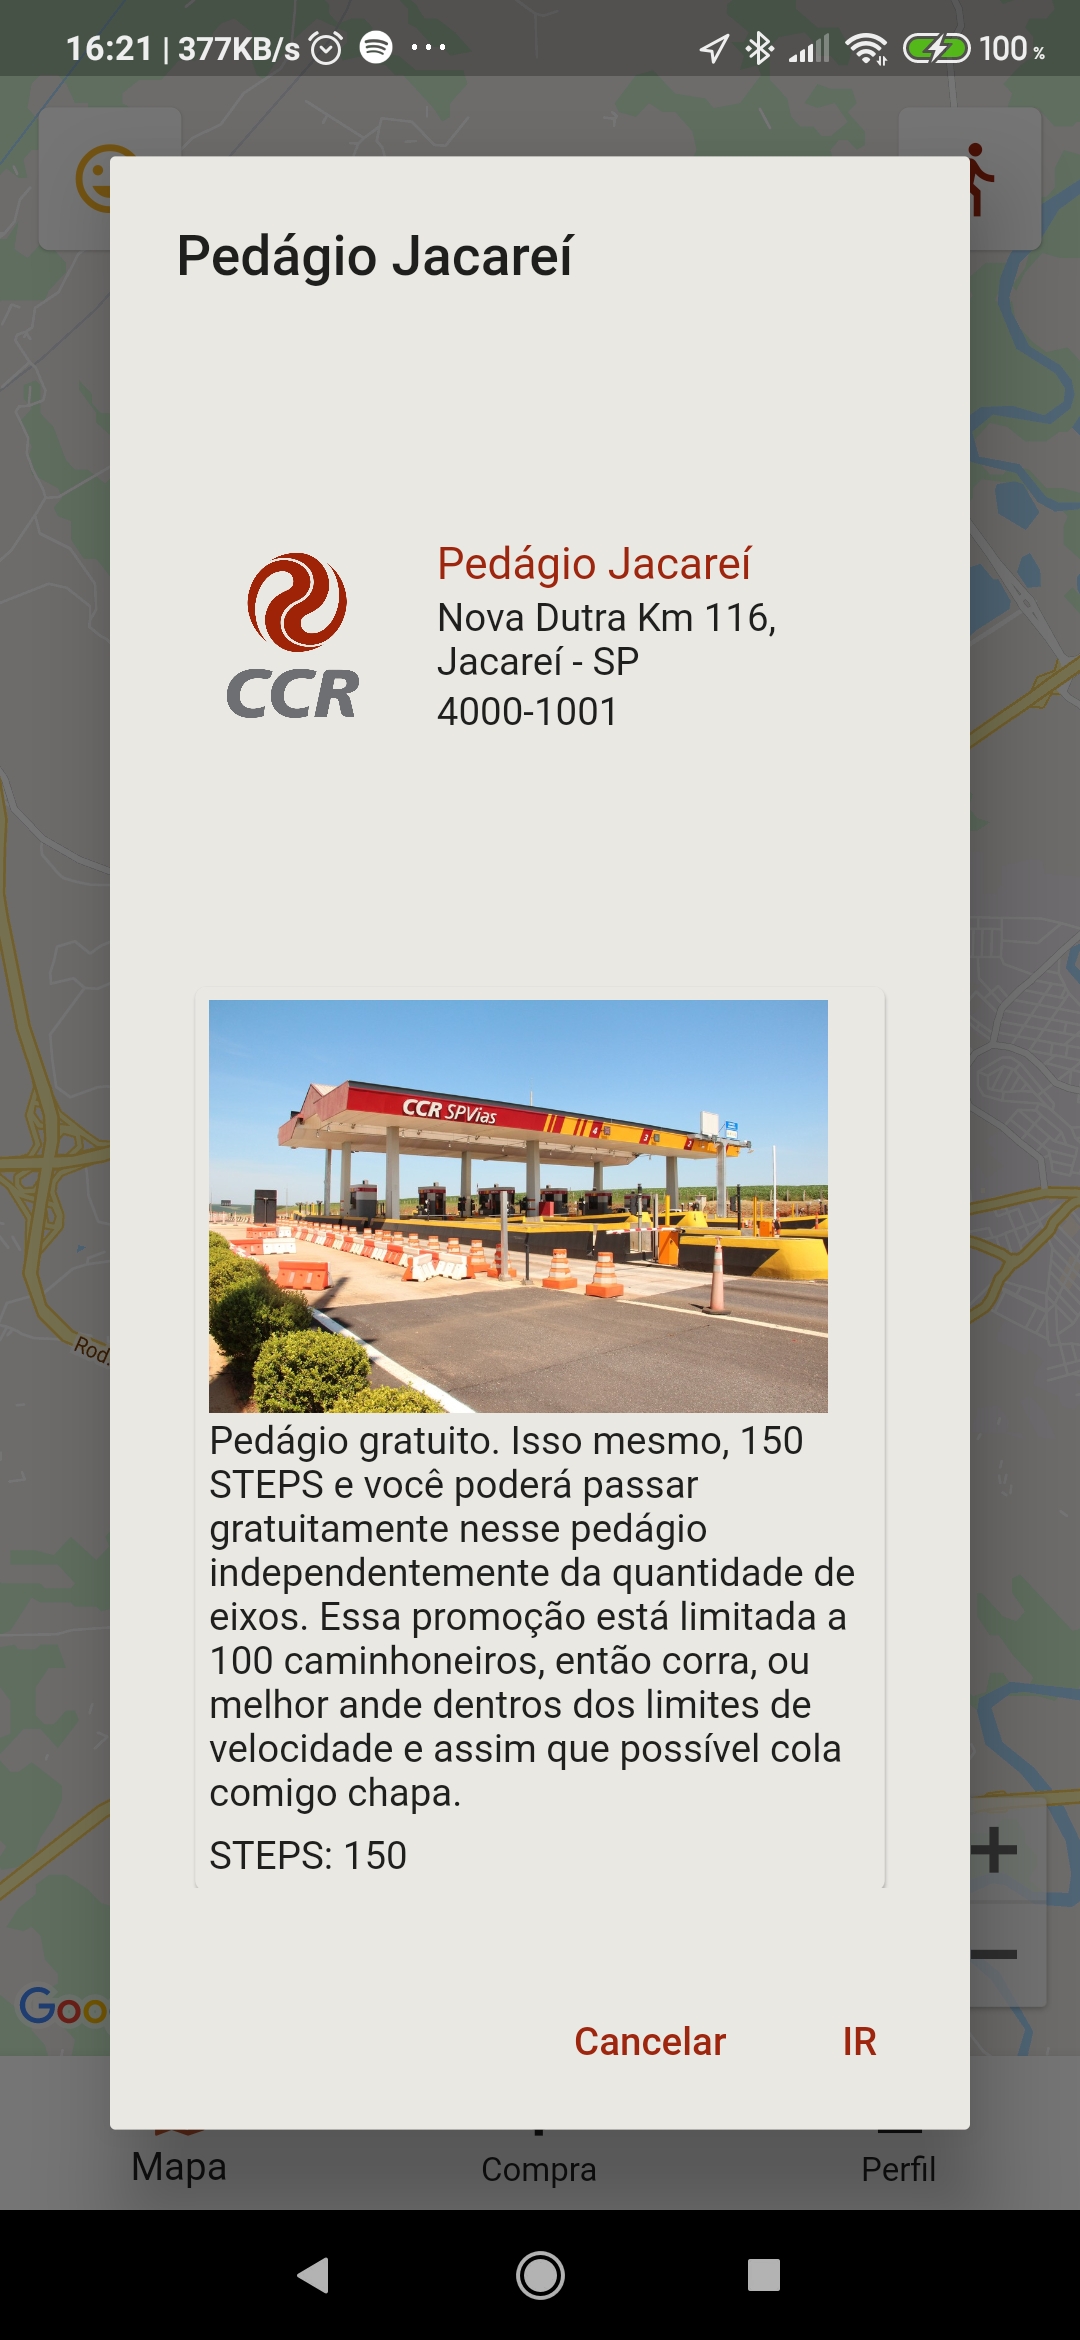 16:21 | 377KB/s
100 %
Pedágio Jacareí
CCR
Pedágio Jacareí
Nova Dutra Km 116,
Jacareí - SP
4000-1001
CCR SPVias
Pedágio gratuito. Isso mesmo, 150
STEPS e você poderá passar
gratuitamente nesse pedágio
independentemente da quantidade de
eixos. Essa promoção está limitada a
100 caminhoneiros, então corra, ou
melhor ande dentros dos limites de
velocidade e assim que possível cola
comigo chapa.
STEPS: 150
Rod.
Goo
Cancelar IR
Mapa Compra Perfil